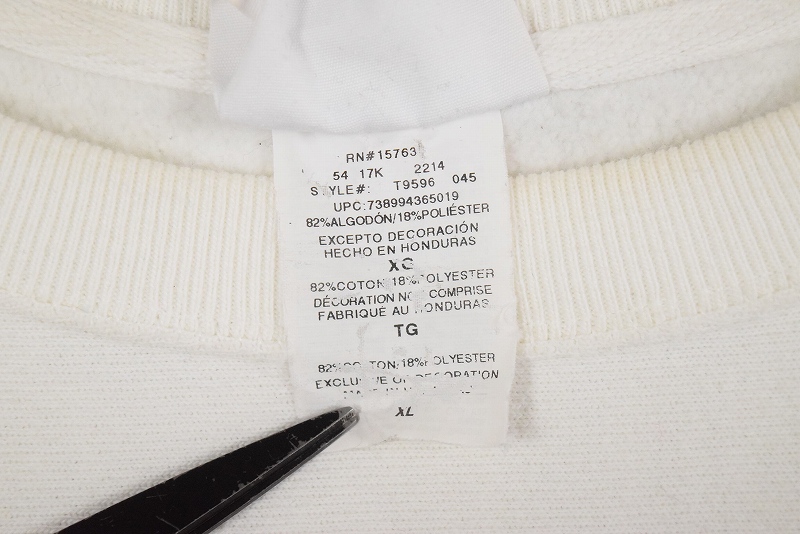 RN#15763
54 17K 2214
STYLE#: T9596 045
UPC:738994365019
82%ALGODÓN/18%POLIÉSTER
EXCEPTO DECORACIÓN
HECHO EN HONDURAS
XG
82%COTON 18%POLYESTER
DÉCORATION NON COMPRISE
FABRIQUÉ AU HONDURAS
TG
82%COTTON/18%POLYESTER
EXCLUSIVE OF DECORATION
XL